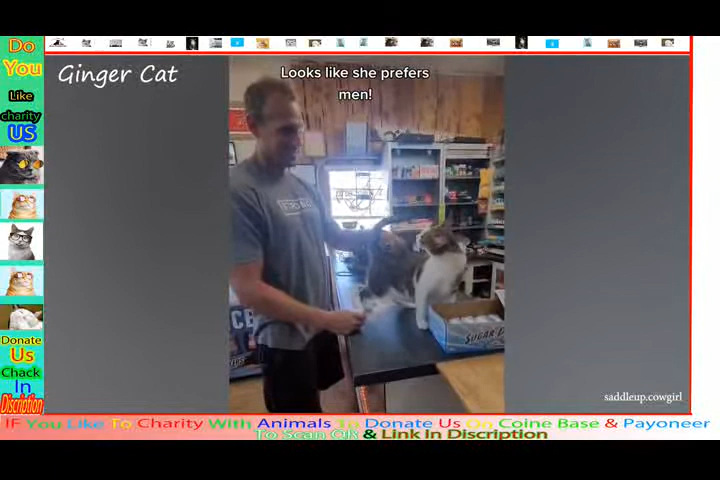 Do
You
Like
charity
US
Ginger Cat
Looks like she prefers
men!
SUGAR
Donate
Us
Chack
In
Discription
saddleup.cowgirl
IF You Like To Charity With Animals To Donate Us On Coine Base & Payoneer
To Scan QR & Link In Discription